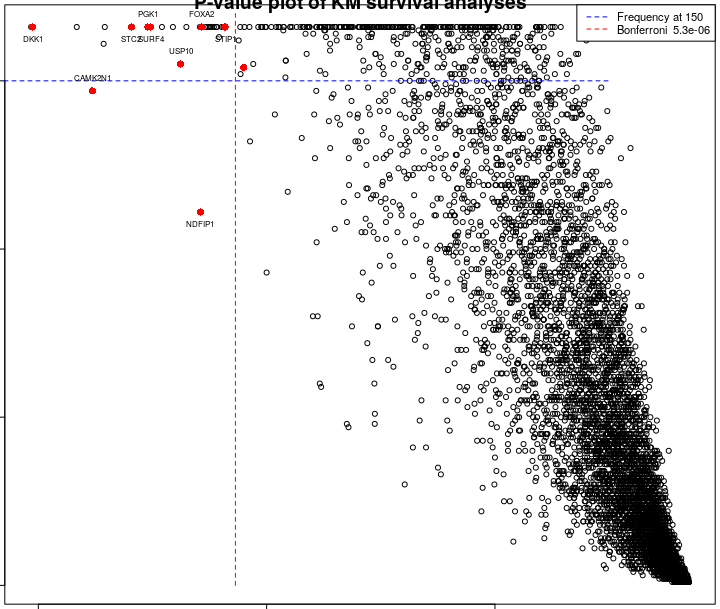 P-value plot of KM survival analyses
Frequency at 150
Bonferroni 5.3e-06
PGK1
FOXA2
DKK1
STC2
SURF4
STIP1
USP10
CAMK2N1
NDFIP1